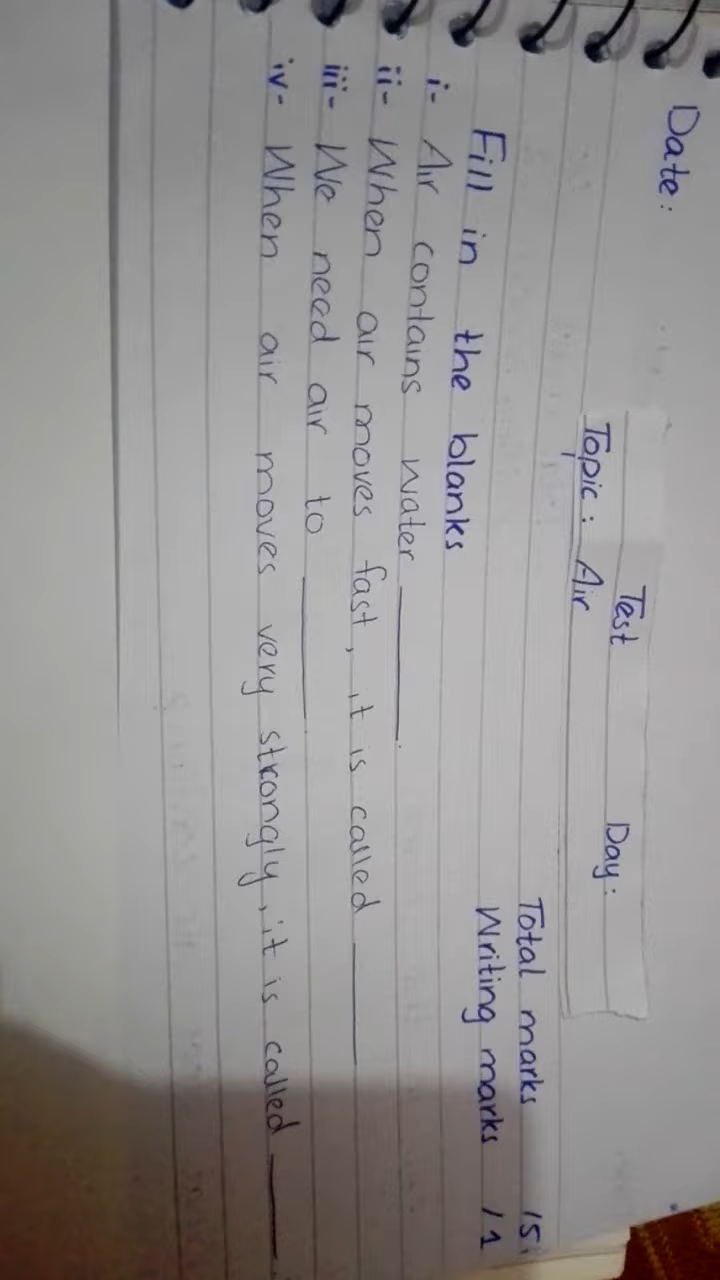 Date: Test Day:
Topic: Air
Total marks /5
Writing marks /1
Fill in the blanks
i- Air contains water ______.
ii- When air moves fast, it is called ______
iii- We need air to ______
iv- When air moves very strongly, it is called ______